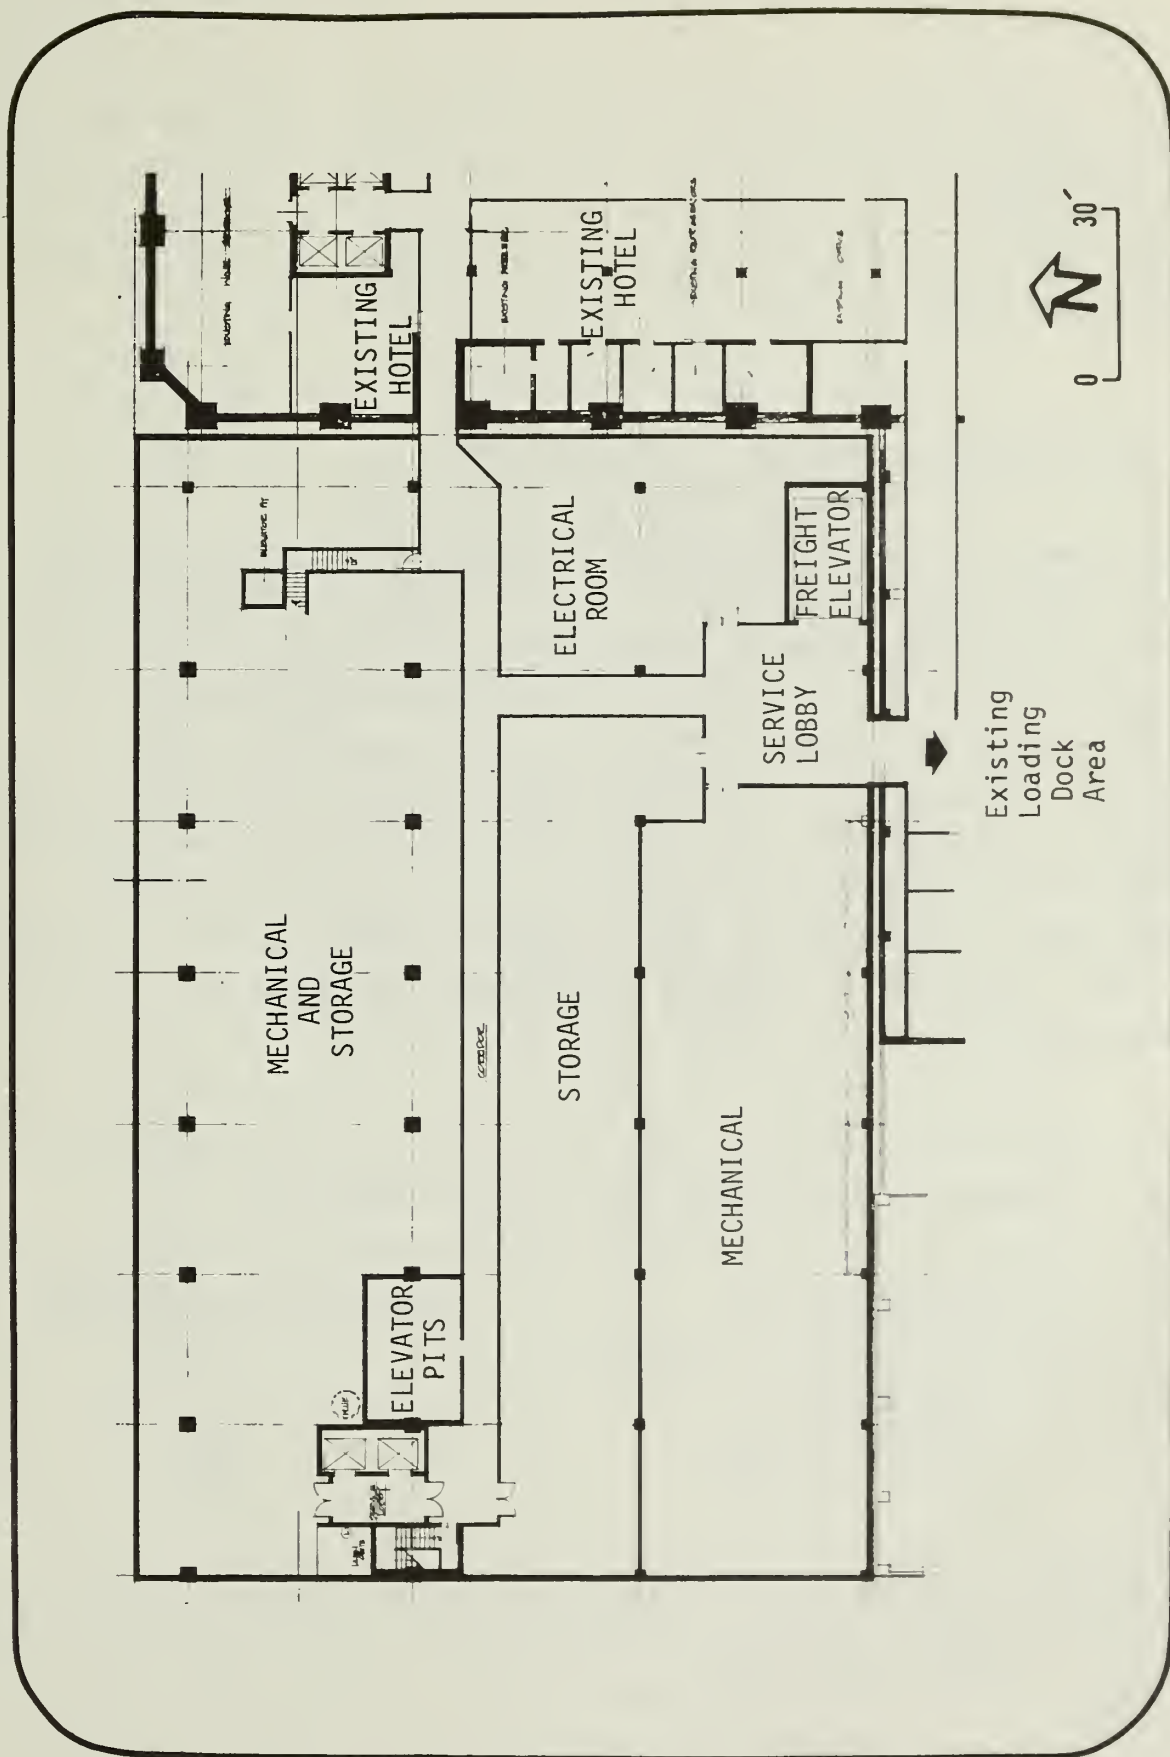 EXISTING
HOTEL
EXISTING
HOTEL
ELECTRICAL
ROOM
FREIGHT
ELEVATOR
SERVICE
LOBBY
MECHANICAL
AND
STORAGE
CORRIDOR
STORAGE
MECHANICAL
ELEVATOR
PITS
Existing
Loading
Dock
Area
N
0 30'